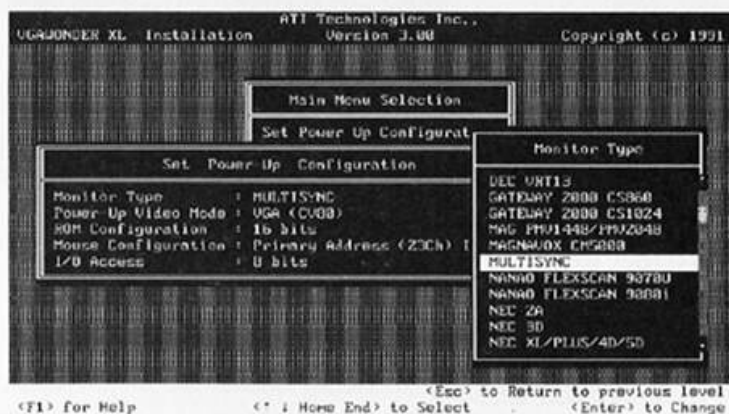 ATI Technologies Inc.,
VGAWONDER XL Installation Version 3.00 Copyright (c) 1991
Main Menu Selection
Set Power Up Configurat
Set Power-Up Configuration
Monitor Type : MULTISYNC
Power-Up Video Mode : VGA (CV80)
ROM Configuration : 16 bits
Mouse Configuration : Primary Address (23Ch) I
I/O Access : 8 bits
Monitor Type
DEC VRT13
GATEWAY 2000 CS860
GATEWAY 2000 CS1024
MAG PMV1448/PMV2048
MAGNAVOX CM5000
MULTISYNC
NANAO FLEXSCAN 9070U
NANAO FLEXSCAN 9080i
NEC 2A
NEC 3D
NEC XL/PLUS/4D/5D
<Esc> to Return to previous level
<F1> for Help <↑ ↓ Home End> to Select <Enter> to Change